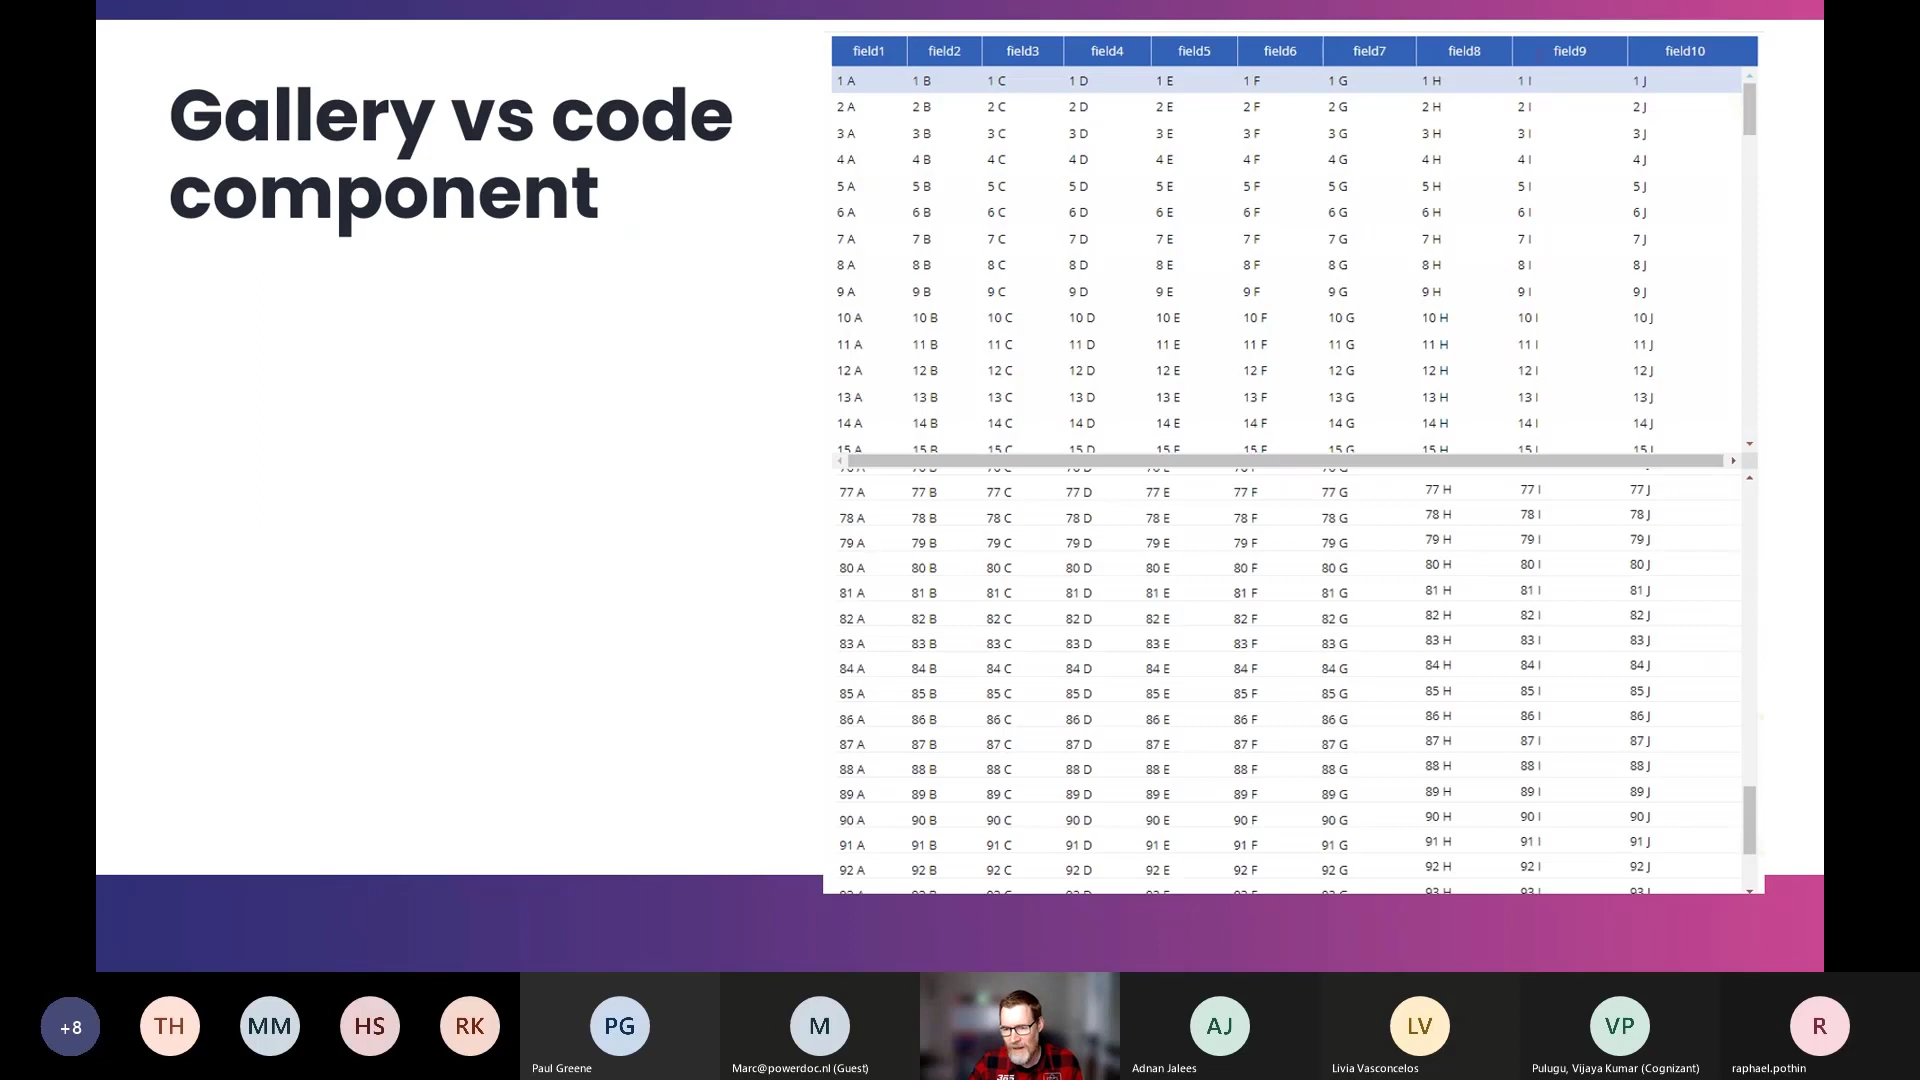 Gallery vs code
component
field1 field2 field3 field4 field5 field6 field7 field8 field9 field10
1 A 1 B 1 C 1 D 1 E 1 F 1 G 1 H 1 I 1 J
2 A 2 B 2 C 2 D 2 E 2 F 2 G 2 H 2 I 2 J
3 A 3 B 3 C 3 D 3 E 3 F 3 G 3 H 3 I 3 J
4 A 4 B 4 C 4 D 4 E 4 F 4 G 4 H 4 I 4 J
5 A 5 B 5 C 5 D 5 E 5 F 5 G 5 H 5 I 5 J
6 A 6 B 6 C 6 D 6 E 6 F 6 G 6 H 6 I 6 J
7 A 7 B 7 C 7 D 7 E 7 F 7 G 7 H 7 I 7 J
8 A 8 B 8 C 8 D 8 E 8 F 8 G 8 H 8 I 8 J
9 A 9 B 9 C 9 D 9 E 9 F 9 G 9 H 9 I 9 J
10 A 10 B 10 C 10 D 10 E 10 F 10 G 10 H 10 I 10 J
11 A 11 B 11 C 11 D 11 E 11 F 11 G 11 H 11 I 11 J
12 A 12 B 12 C 12 D 12 E 12 F 12 G 12 H 12 I 12 J
13 A 13 B 13 C 13 D 13 E 13 F 13 G 13 H 13 I 13 J
14 A 14 B 14 C 14 D 14 E 14 F 14 G 14 H 14 I 14 J
15 A 15 B 15 C 15 D 15 E 15 F 15 G 15 H 15 I 15 J
77 A 77 B 77 C 77 D 77 E 77 F 77 G 77 H 77 I 77 J
78 A 78 B 78 C 78 D 78 E 78 F 78 G 78 H 78 I 78 J
79 A 79 B 79 C 79 D 79 E 79 F 79 G 79 H 79 I 79 J
80 A 80 B 80 C 80 D 80 E 80 F 80 G 80 H 80 I 80 J
81 A 81 B 81 C 81 D 81 E 81 F 81 G 81 H 81 I 81 J
82 A 82 B 82 C 82 D 82 E 82 F 82 G 82 H 82 I 82 J
83 A 83 B 83 C 83 D 83 E 83 F 83 G 83 H 83 I 83 J
84 A 84 B 84 C 84 D 84 E 84 F 84 G 84 H 84 I 84 J
85 A 85 B 85 C 85 D 85 E 85 F 85 G 85 H 85 I 85 J
86 A 86 B 86 C 86 D 86 E 86 F 86 G 86 H 86 I 86 J
87 A 87 B 87 C 87 D 87 E 87 F 87 G 87 H 87 I 87 J
88 A 88 B 88 C 88 D 88 E 88 F 88 G 88 H 88 I 88 J
89 A 89 B 89 C 89 D 89 E 89 F 89 G 89 H 89 I 89 J
90 A 90 B 90 C 90 D 90 E 90 F 90 G 90 H 90 I 90 J
91 A 91 B 91 C 91 D 91 E 91 F 91 G 91 H 91 I 91 J
92 A 92 B 92 C 92 D 92 E 92 F 92 G 92 H 92 I 92 J
+8 TH MM HS RK PG M AJ LV VP R
Paul Greene Marc@powerdoc.nl (Guest) Adnan Jalees Livia Vasconcelos Pulugu, Vijaya Kumar (Cognizant) raphael.pothin